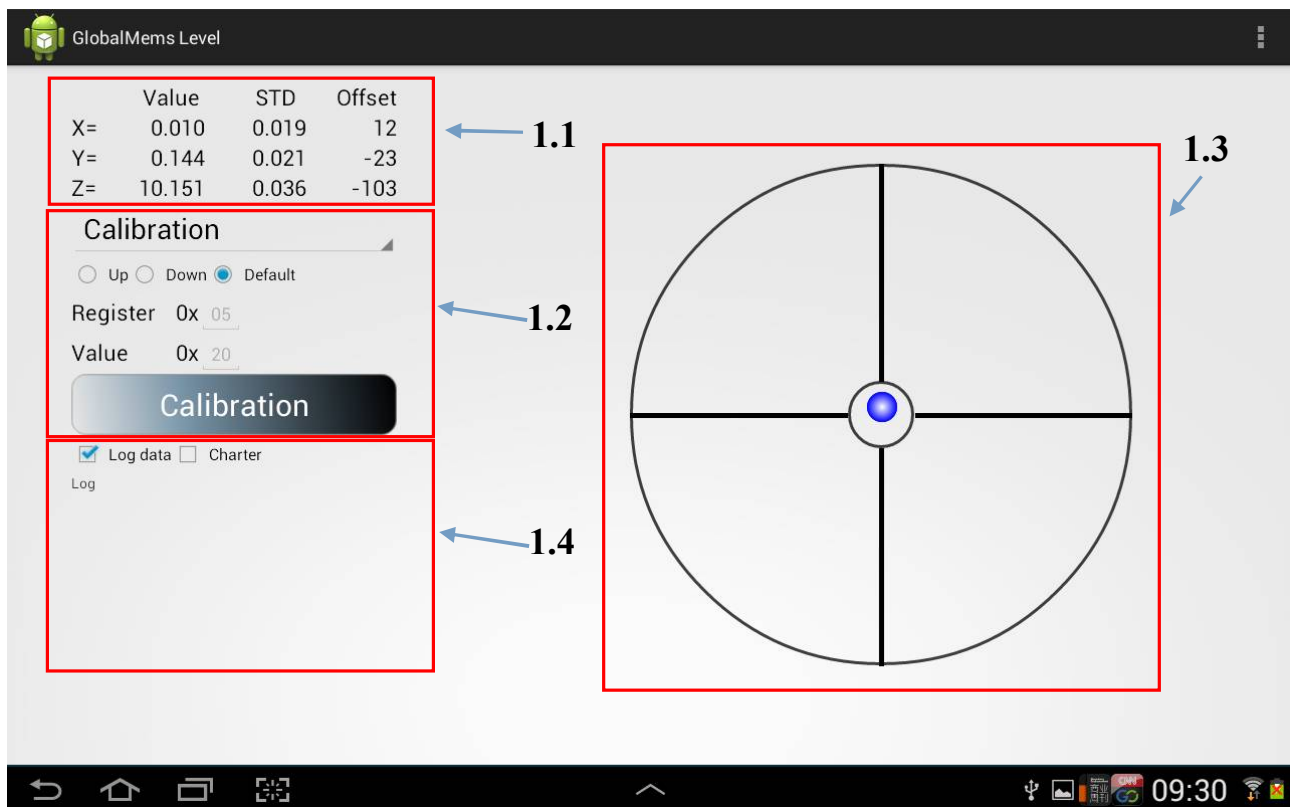 GlobalMems Level
Value STD Offset
X= 0.010 0.019 12
Y= 0.144 0.021 -23
Z= 10.151 0.036 -103
1.1
1.3
Calibration
Up Down Default
Register 0x 05
Value 0x 20
1.2
Calibration
Log data Charter
Log
1.4
09:30